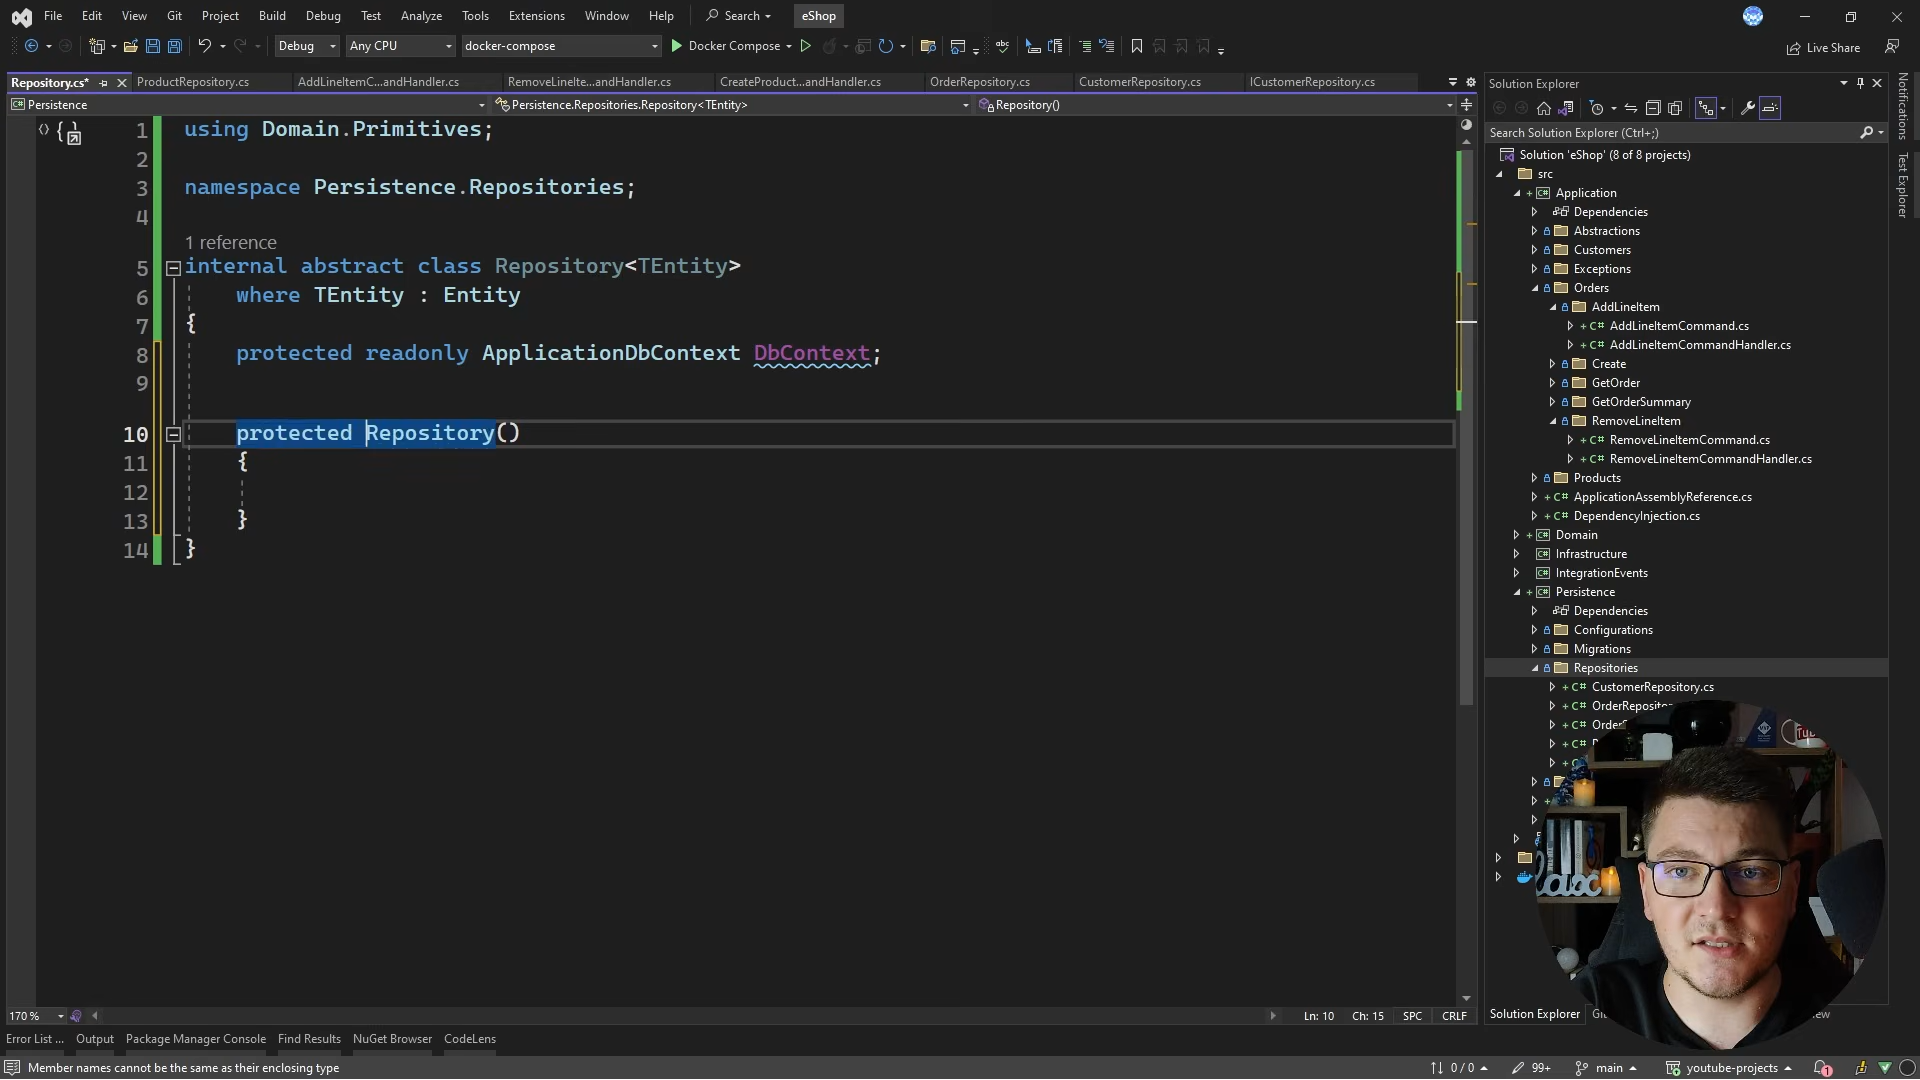 File Edit View Git Project Build Debug Test Analyze Tools Extensions Window Help Search eShop
Debug Any CPU docker-compose Docker Compose Live Share
Repository.cs* ProductRepository.cs AddLineItemC...andHandler.cs RemoveLineIte...andHandler.cs CreateProduct...andHandler.cs OrderRepository.cs CustomerRepository.cs ICustomerRepository.cs
Persistence Persistence.Repositories.Repository<TEntity> Repository()
1 using Domain.Primitives;
2
3 namespace Persistence.Repositories;
4
1 reference
5 internal abstract class Repository<TEntity>
6 where TEntity : Entity
7 {
8 protected readonly ApplicationDbContext DbContext;
9
10 protected Repository()
11 {
12
13 }
14 }
170 % Ln: 10 Ch: 15 SPC CRLF
Error List ... Output Package Manager Console Find Results NuGet Browser CodeLens
Member names cannot be the same as their enclosing type 0 / 0 99+ main youtube-projects 1
Solution Explorer
Search Solution Explorer (Ctrl+;)
Solution 'eShop' (8 of 8 projects)
src
Application
Dependencies
Abstractions
Customers
Exceptions
Orders
AddLineItem
AddLineItemCommand.cs
AddLineItemCommandHandler.cs
Create
GetOrder
GetOrderSummary
RemoveLineItem
RemoveLineItemCommand.cs
RemoveLineItemCommandHandler.cs
Products
ApplicationAssemblyReference.cs
DependencyInjection.cs
Domain
Infrastructure
IntegrationEvents
Persistence
Dependencies
Configurations
Migrations
Repositories
CustomerRepository.cs
Solution Explorer
Notifications
Test Explorer